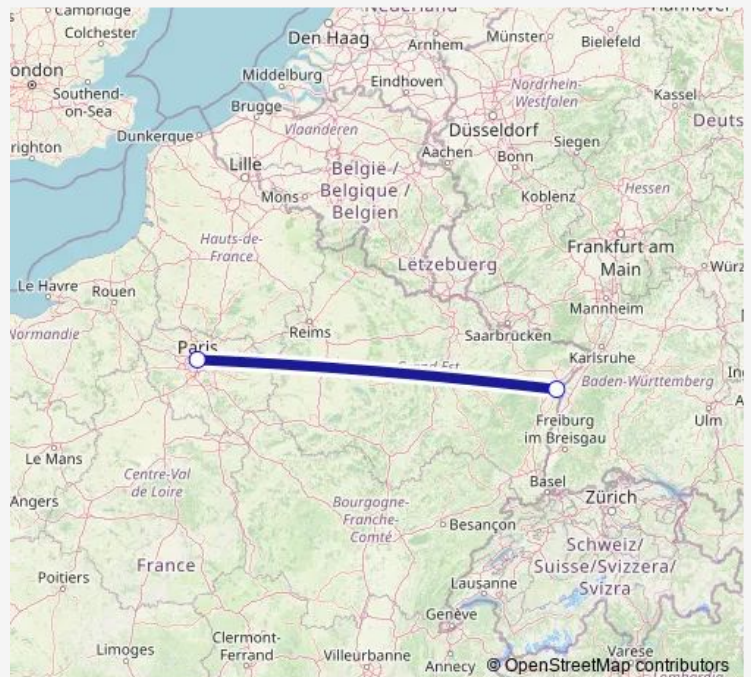 Cambridge
Colchester
Den Haag
Arnhem
Münster
Bielefeld
Middelburg
Eindhoven
Nordrhein-
Westfalen
Kassel
Southend-
on-Sea
Brugge
Vlaanderen
Düsseldorf
Deuts
righton
Dunkerque
Lille
Aachen
Bonn
Siegen
België /
Belgique /
Belgien
Mons
Koblenz
Hessen
Hauts-de-
France
Lëtzebuerg
Frankfurt am
Main
Würz
Le Havre
Rouen
Mannheim
Normandie
Reims
Saarbrücken
Paris
Karlsruhe
Baden-Württemberg
In
Freiburg
im Breisgau
Ulm
Le Mans
Centre-Val
de Loire
Basel
Zürich
Angers
Bourgogne-
Franche-
Comté
Besançon
Schweiz/
Suisse/Svizzera/
Svizra
France
Poitiers
Lausanne
Genève
Limoges
Clermont-
Ferrand
Villeurbanne
Annecy
Varese
© OpenStreetMap contributors